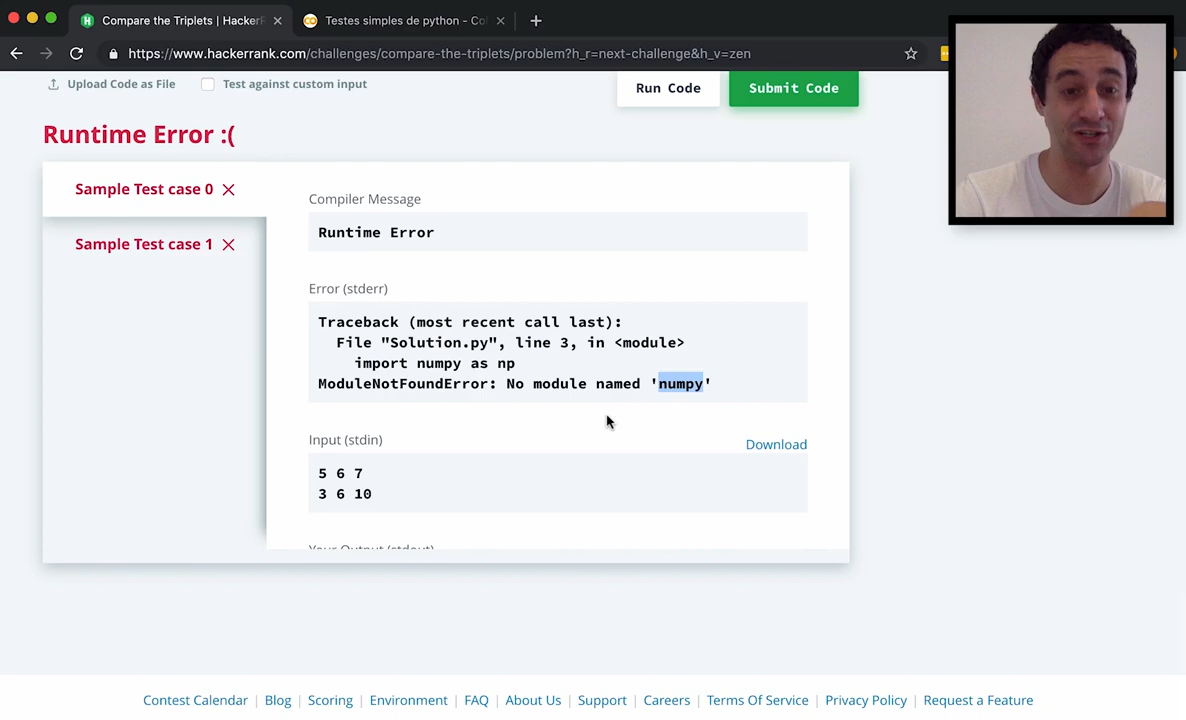 Compare the Triplets | HackerR
Testes simples de python - Co
https://www.hackerrank.com/challenges/compare-the-triplets/problem?h_r=next-challenge&h_v=zen
Upload Code as File
Test against custom input
Run Code
Submit Code
Runtime Error :(
Sample Test case 0
Sample Test case 1
Compiler Message
Runtime Error
Error (stderr)
Traceback (most recent call last):
File "Solution.py", line 3, in <module>
import numpy as np
ModuleNotFoundError: No module named 'numpy'
Input (stdin)
Download
5 6 7
3 6 10
Your Output (stdout)
Contest Calendar | Blog | Scoring | Environment | FAQ | About Us | Support | Careers | Terms Of Service | Privacy Policy | Request a Feature